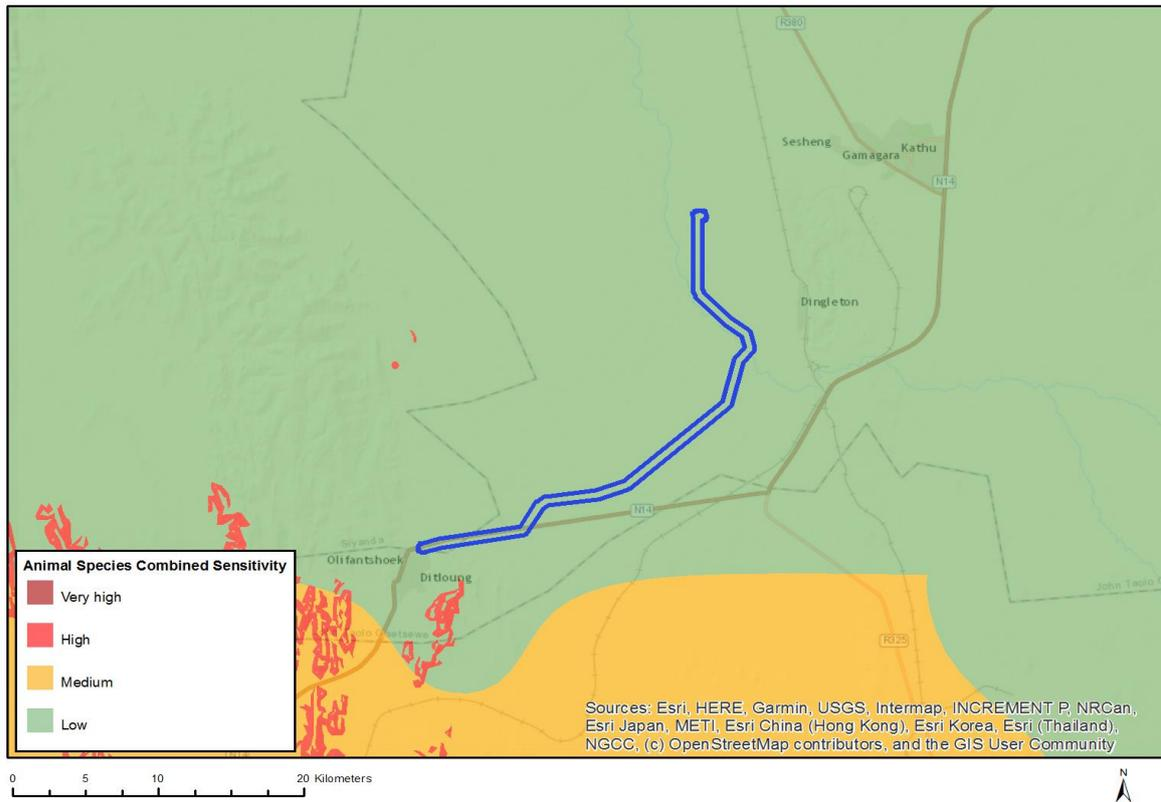 R380
Sesheng
Gamagara
Kathu
N14
Dingleton
N14
Siyanda
Olifantshoek
Ditloung
John Taolo G
R325
Animal Species Combined Sensitivity
Very high
High
Medium
Low
Sources: Esri, HERE, Garmin, USGS, Intermap, INCREMENT P, NRCan,
Esri Japan, METI, Esri China (Hong Kong), Esri Korea, Esri (Thailand),
NGCC, (c) OpenStreetMap contributors, and the GIS User Community
N14
0 5 10 20 Kilometers
N